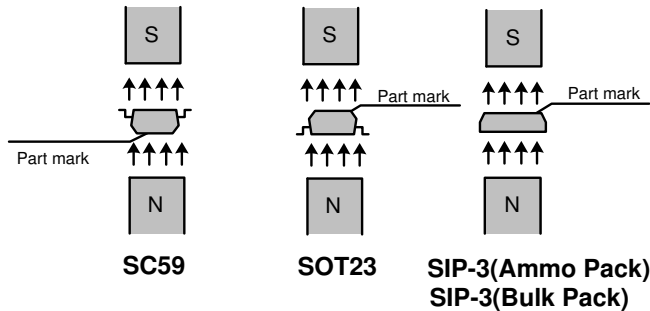 S S S
Part mark Part mark
Part mark
N N N
SC59 SOT23 SIP-3(Ammo Pack)
SIP-3(Bulk Pack)